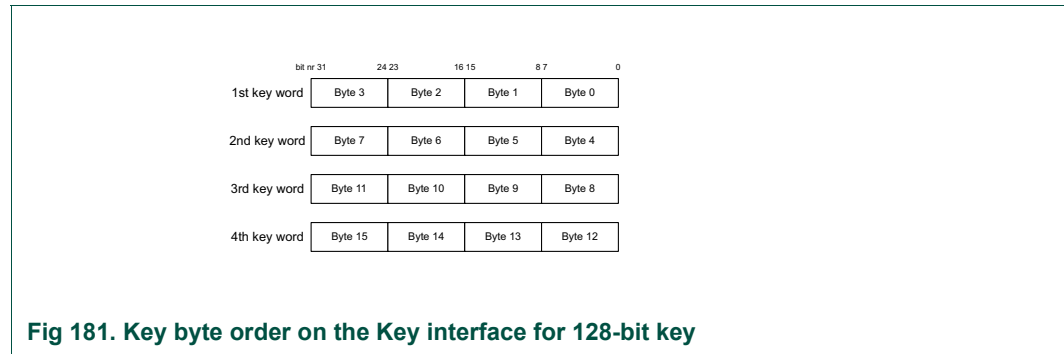 bit nr 31 24 23 16 15 8 7 0
1st key word Byte 3 Byte 2 Byte 1 Byte 0
2nd key word Byte 7 Byte 6 Byte 5 Byte 4
3rd key word Byte 11 Byte 10 Byte 9 Byte 8
4th key word Byte 15 Byte 14 Byte 13 Byte 12
Fig 181. Key byte order on the Key interface for 128-bit key